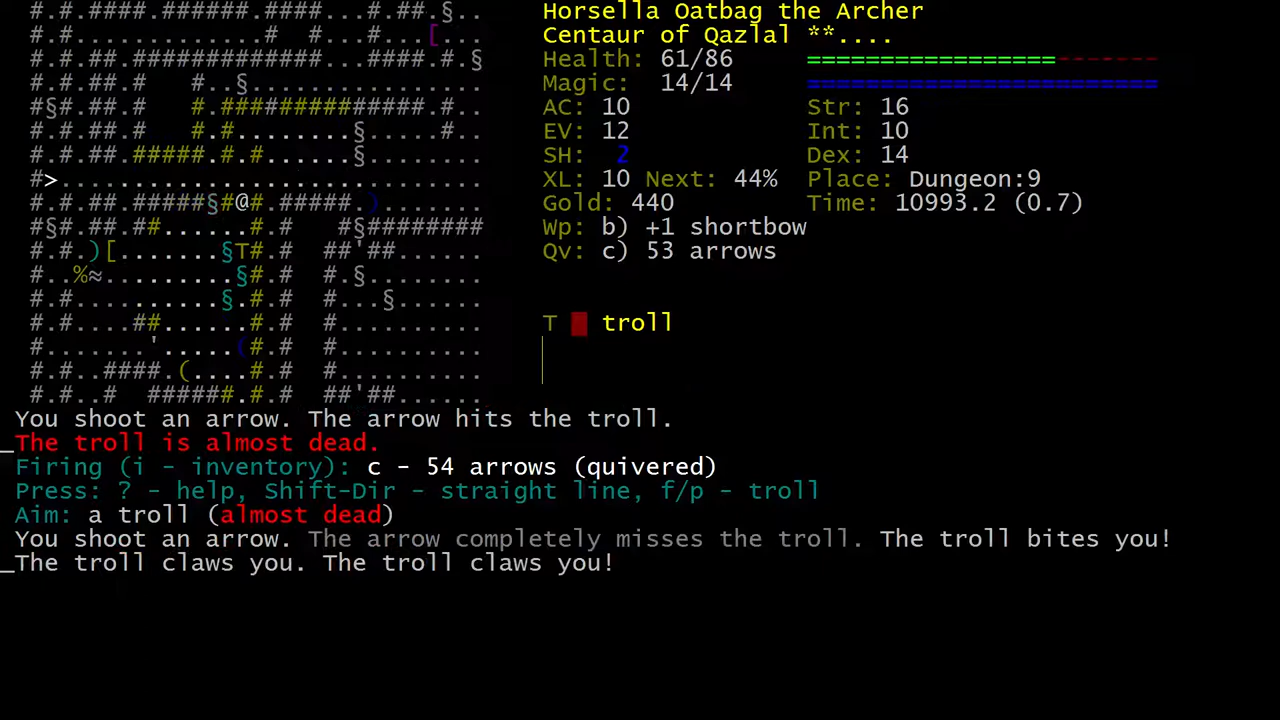 Horsella Oatbag the Archer
Centaur of Qazlal **....
Health: 61/86
Magic: 14/14
AC: 10 Str: 16
EV: 12 Int: 10
SH: 2 Dex: 14
XL: 10 Next: 44% Place: Dungeon:9
Gold: 440 Time: 10993.2 (0.7)
Wp: b) +1 shortbow
Qv: c) 53 arrows
T troll
You shoot an arrow. The arrow hits the troll.
_The troll is almost dead.
Firing (i - inventory): c - 54 arrows (quivered)
Press: ? - help, Shift-Dir - straight line, f/p - troll
Aim: a troll (almost dead)
You shoot an arrow. The arrow completely misses the troll. The troll bites you!
_The troll claws you. The troll claws you!